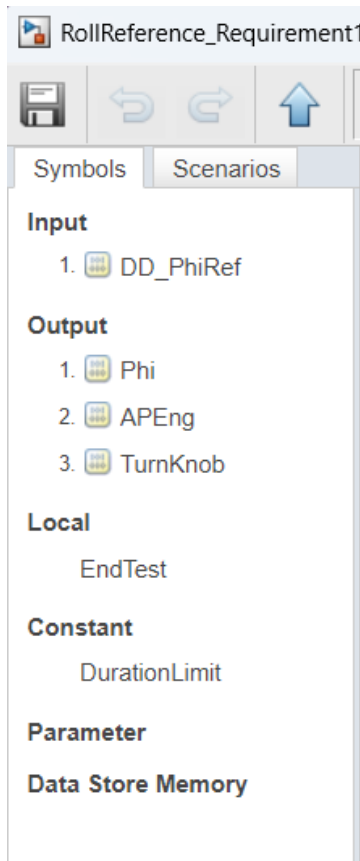 RollReference_Requirement1
Symbols Scenarios
Input
1. DD_PhiRef
Output
1. Phi
2. APEng
3. TurnKnob
Local
EndTest
Constant
DurationLimit
Parameter
Data Store Memory